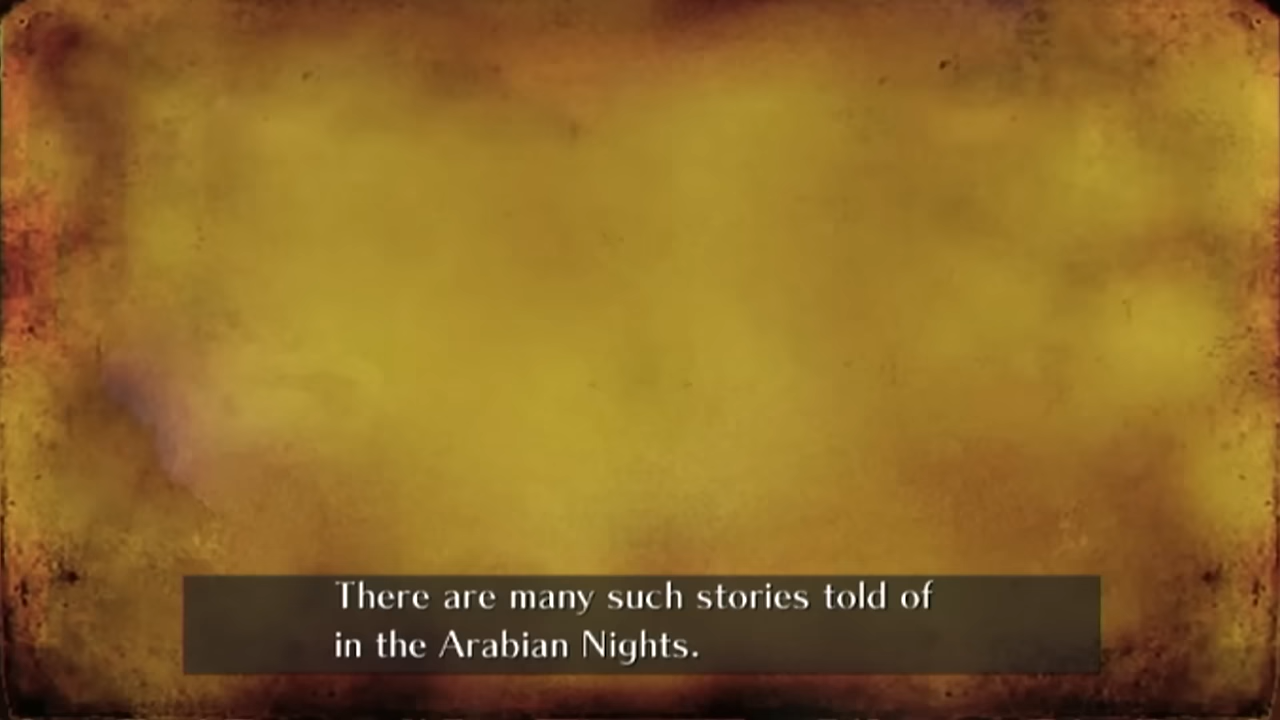 There are many such stories told of
in the Arabian Nights.